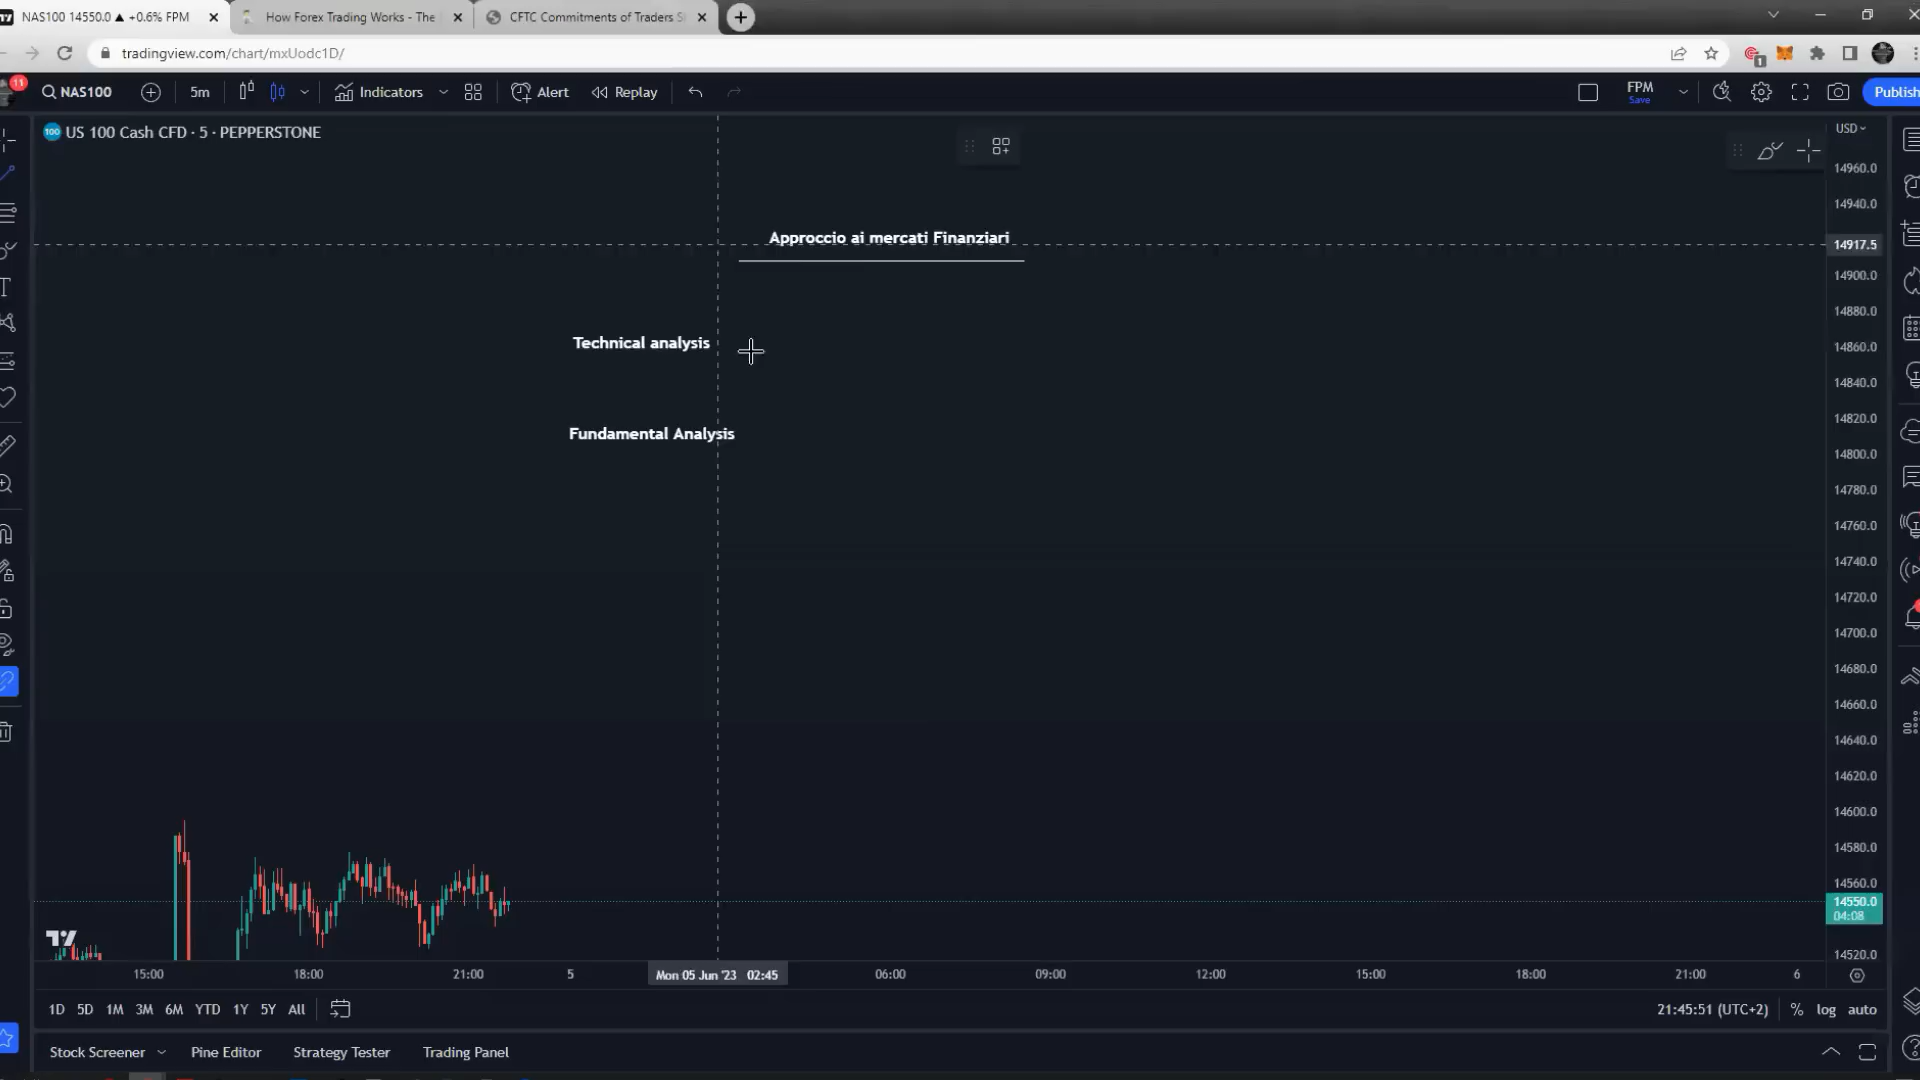 NAS100 14550.0 ▲ +0.6% FPM
How Forex Trading Works - The
CFTC Commitments of Traders S
tradingview.com/chart/mxUodc1D/
1
11
NAS100
5m
Indicators
Alert
Replay
FPM
Save
Publish
100 US 100 Cash CFD · 5 · PEPPERSTONE
USD
14960.0
14940.0
Approccio ai mercati Finanziari
14917.5
14900.0
14880.0
Technical analysis
14860.0
14840.0
14820.0
Fundamental Analysis
14800.0
14780.0
14760.0
14740.0
14720.0
14700.0
14680.0
14660.0
14640.0
14620.0
14600.0
14580.0
14560.0
14550.0
04:08
14520.0
15:00
18:00
21:00
5
Mon 05 Jun '23 02:45
06:00
09:00
12:00
15:00
18:00
21:00
6
1D 5D 1M 3M 6M YTD 1Y 5Y All
21:45:51 (UTC+2)
% log auto
Stock Screener
Pine Editor
Strategy Tester
Trading Panel